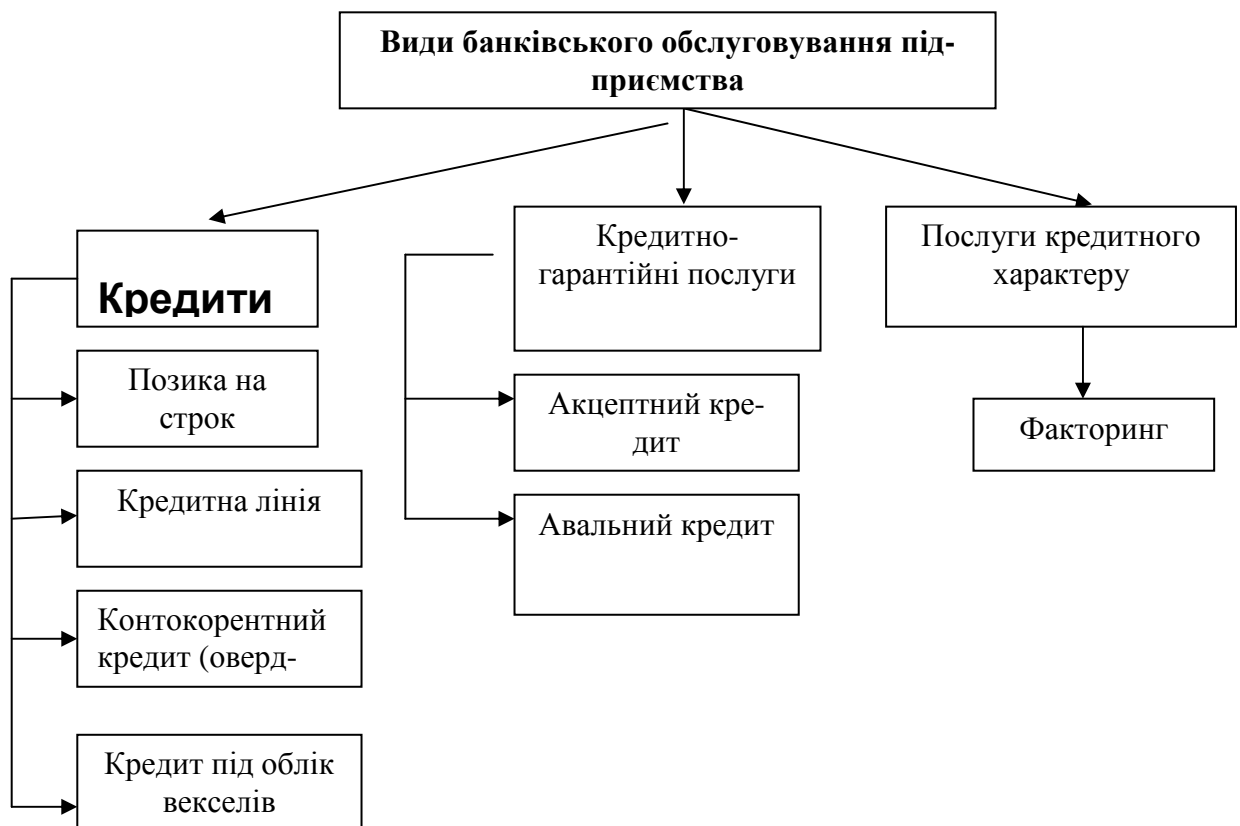 Види банківського обслуговування під-
приємства
Кредити
Позика на
строк
Кредитна лінія
Контокорентний
кредит (оверд-
Кредит під облік
векселів
Кредитно-
гарантійні послуги
Акцептний кре-
дит
Авальний кредит
Послуги кредитного
характеру
Факторинг